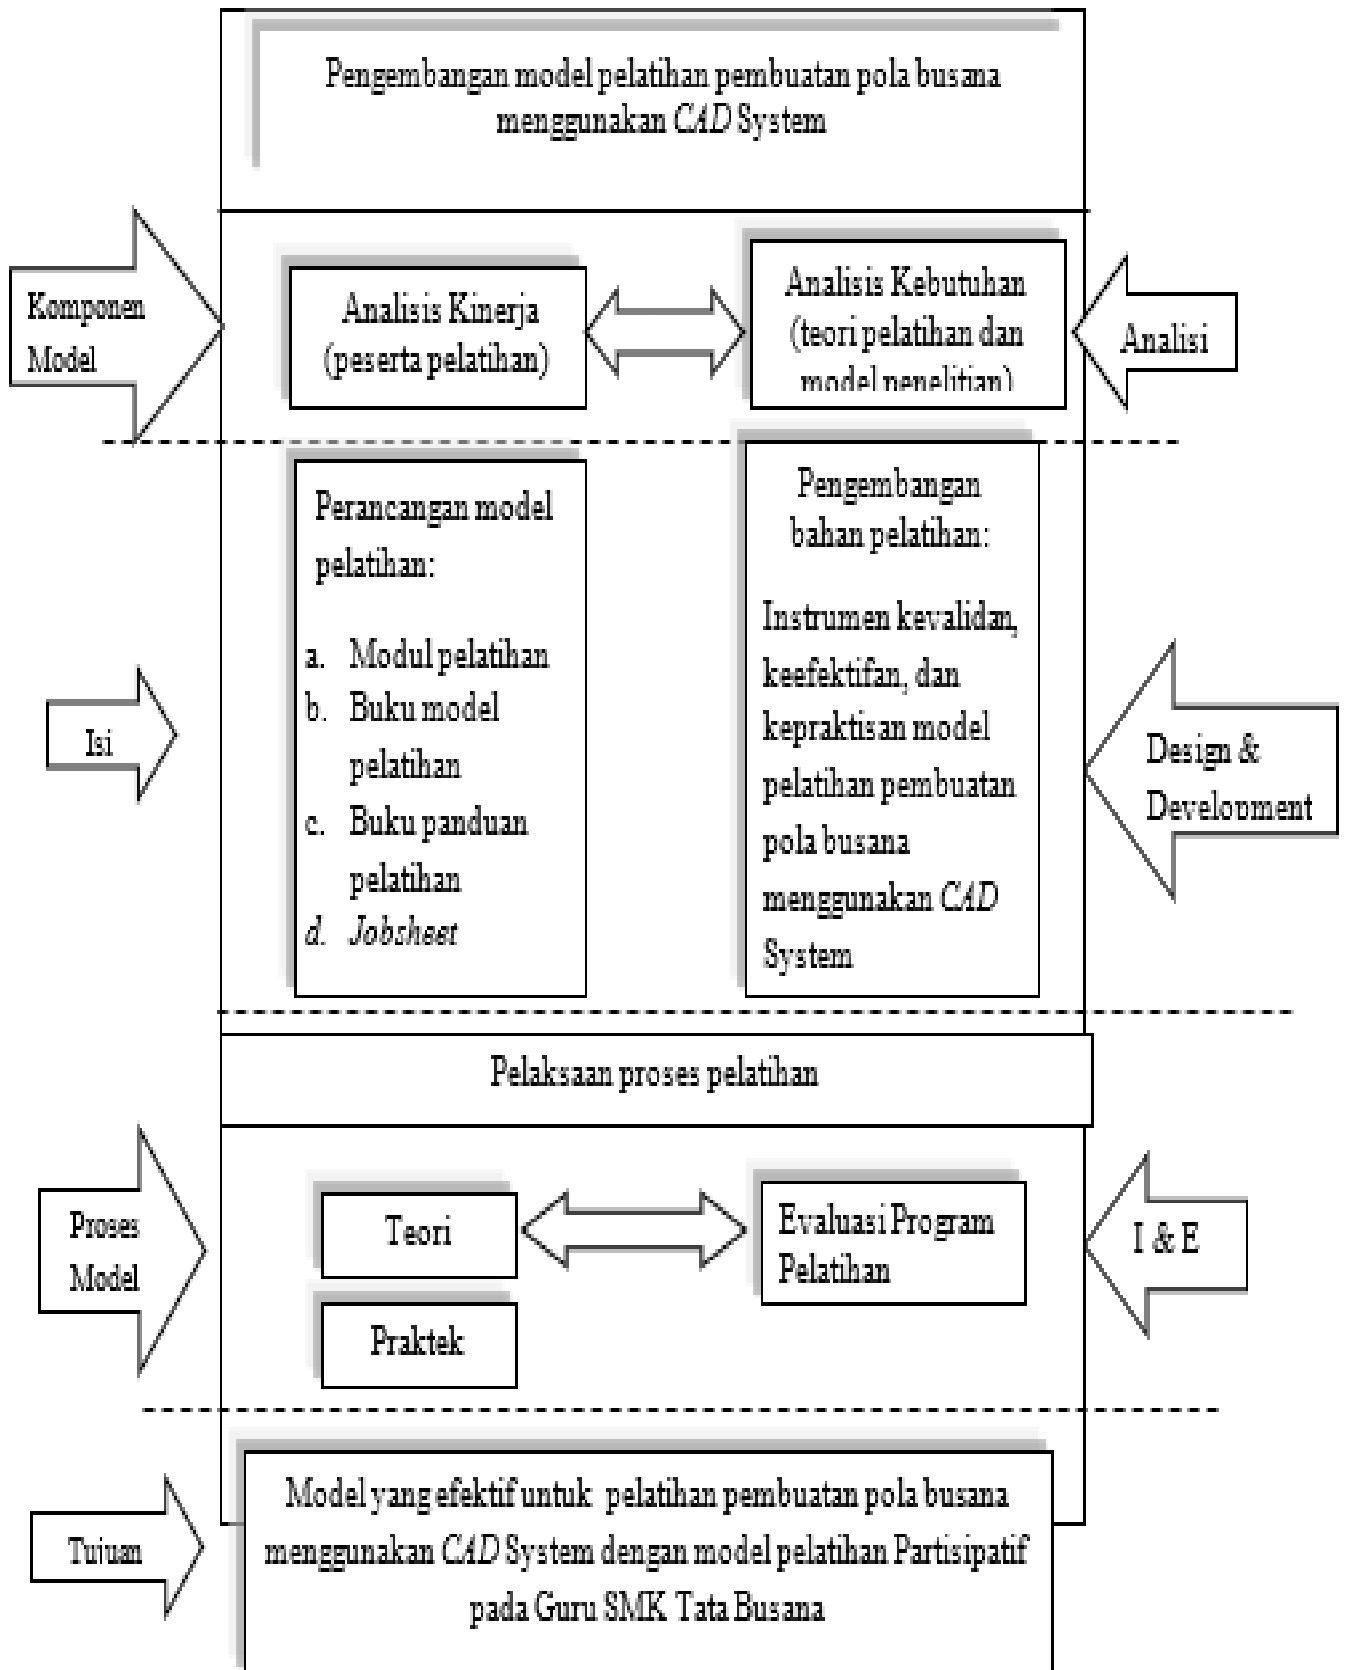 Pengembangan model pelatihan pembuatan pola busana
menggunakan CAD System
Komponen
Model
Analisis Kinerja
(peserta pelatihan)
Analisis Kebutuhan
(teori pelatihan dan
model penelitian)
Analisi
Isi
Perancangan model
pelatihan:
a. Modul pelatihan
b. Buku model
pelatihan
c. Buku panduan
pelatihan
d. Jobsheet
Pengembangan
bahan pelatihan:
Instrumen kevalidan,
keefektifan, dan
kepraktisan model
pelatihan pembuatan
pola busana
menggunakan CAD
System
Design &
Development
Pelaksaan proses pelatihan
Proses
Model
Teori
Praktek
Evaluasi Program
Pelatihan
I & E
Tujuan
Model yang efektif untuk pelatihan pembuatan pola busana
menggunakan CAD System dengan model pelatihan Partisipatif
pada Guru SMK Tata Busana